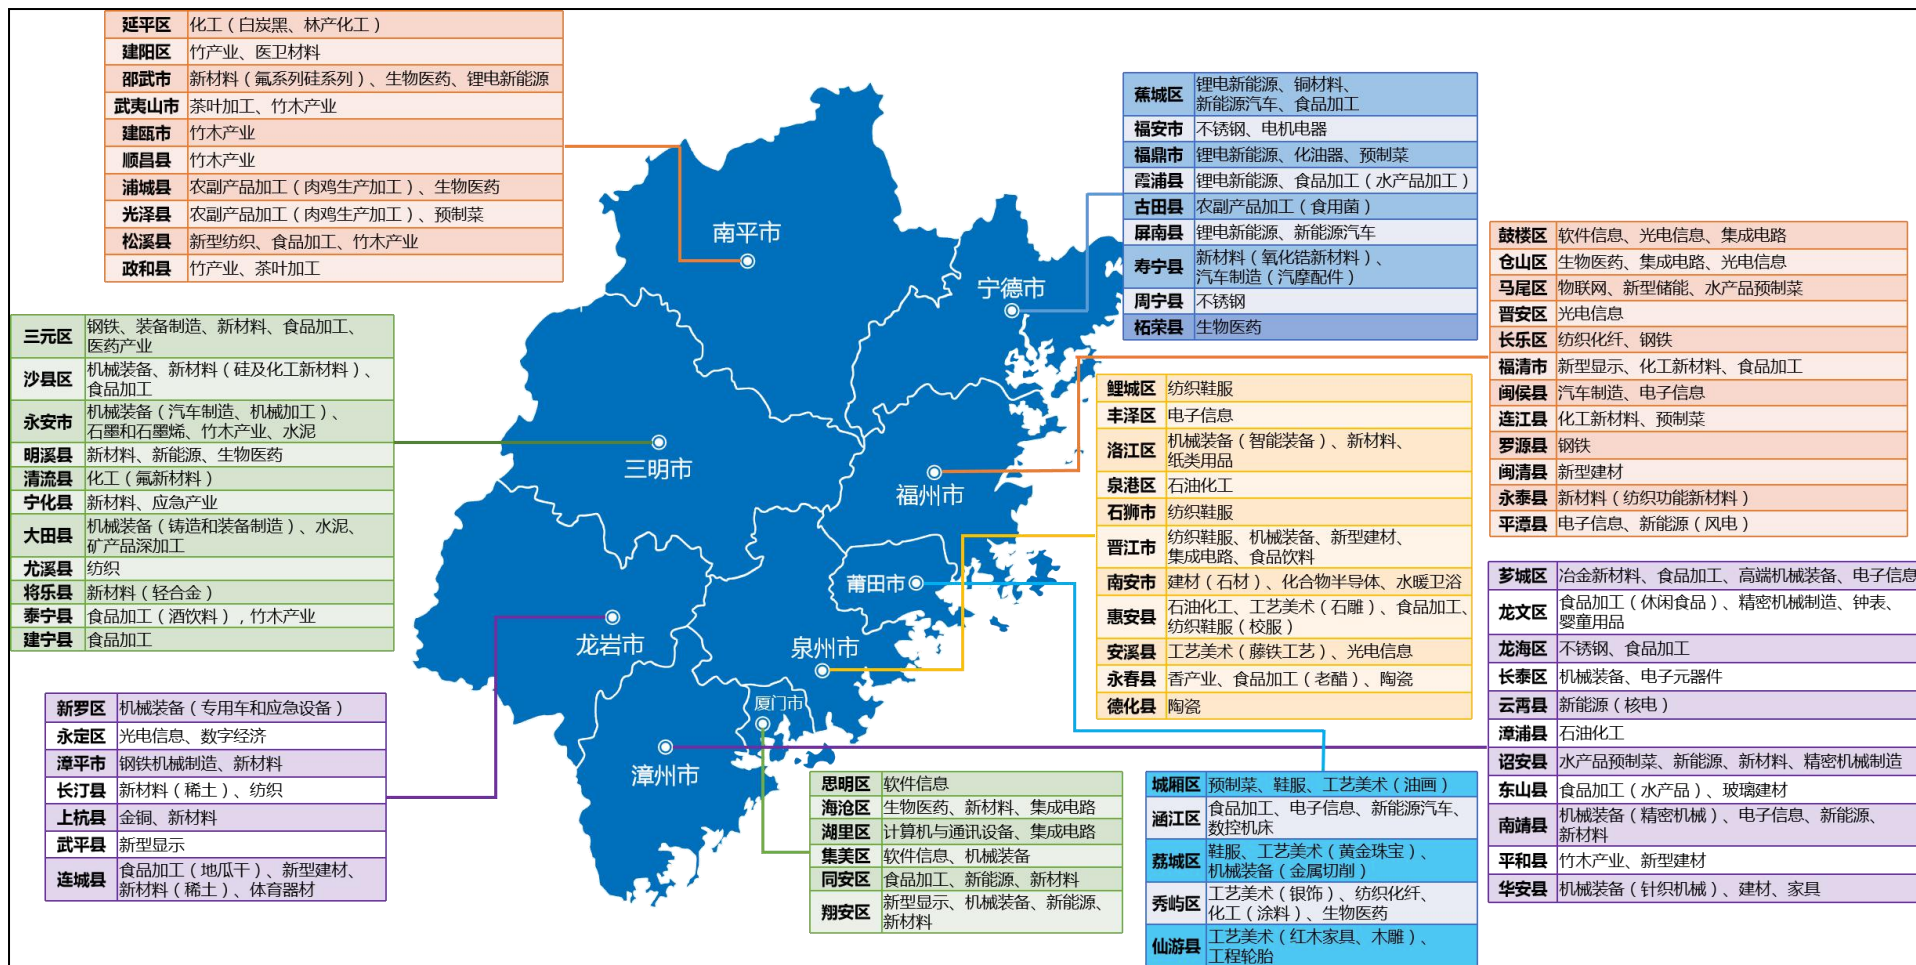 延平区 化工（白炭黑、林产化工）
建阳区 竹产业、医卫材料
邵武市 新材料（氟系列硅系列）、生物医药、锂电新能源
武夷山市 茶叶加工、竹木产业
建瓯市 竹木产业
顺昌县 竹木产业
浦城县 农副产品加工（肉鸡生产加工）、生物医药
光泽县 农副产品加工（肉鸡生产加工）、预制菜
松溪县 新型纺织、食品加工、竹木产业
政和县 竹产业、茶叶加工
三元区 钢铁、装备制造、新材料、食品加工、
医药产业
沙县区 机械装备、新材料（硅及化工新材料）、
食品加工
永安市 机械装备（汽车制造、机械加工）、
石墨和石墨烯、竹木产业、水泥
明溪县 新材料、新能源、生物医药
清流县 化工（氟新材料）
宁化县 新材料、应急产业
大田县 机械装备（铸造和装备制造）、水泥、
矿产品深加工
尤溪县 纺织
将乐县 新材料（轻合金）
泰宁县 食品加工（酒饮料）,竹木产业
建宁县 食品加工
新罗区 机械装备（专用车和应急设备）
永定区 光电信息、数字经济
漳平市 钢铁机械制造、新材料
长汀县 新材料（稀土）、纺织
上杭县 金铜、新材料
武平县 新型显示
连城县 食品加工（地瓜干）、新型建材、
新材料（稀土）、体育器材
南平市
宁德市
三明市
福州市
莆田市
龙岩市
泉州市
厦门市
漳州市
蕉城区 锂电新能源、铜材料、
新能源汽车、食品加工
福安市 不锈钢、电机电器
福鼎市 锂电新能源、化油器、预制菜
霞浦县 锂电新能源、食品加工（水产品加工）
古田县 农副产品加工（食用菌）
屏南县 锂电新能源、新能源汽车
寿宁县 新材料（氧化锆新材料）、
汽车制造（汽摩配件）
周宁县 不锈钢
柘荣县 生物医药
鲤城区 纺织鞋服
丰泽区 电子信息
洛江区 机械装备（智能装备）、新材料、
纸类用品
泉港区 石油化工
石狮市 纺织鞋服
晋江市 纺织鞋服、机械装备、新型建材、
集成电路、食品饮料
南安市 建材（石材）、化合物半导体、水暖卫浴
惠安县 石油化工、工艺美术（石雕）、食品加工、
纺织鞋服（校服）
安溪县 工艺美术（藤铁工艺）、光电信息
永春县 香产业、食品加工（老醋）、陶瓷
德化县 陶瓷
思明区 软件信息
海沧区 生物医药、新材料、集成电路
湖里区 计算机与通讯设备、集成电路
集美区 软件信息、机械装备
同安区 食品加工、新能源、新材料
翔安区 新型显示、机械装备、新能源、
新材料
城厢区 预制菜、鞋服、工艺美术（油画）
涵江区 食品加工、电子信息、新能源汽车、
数控机床
荔城区 鞋服、工艺美术（黄金珠宝）、
机械装备（金属切削）
秀屿区 工艺美术（银饰）、纺织化纤、
化工（涂料）、生物医药
仙游县 工艺美术（红木家具、木雕）、
工程轮胎
鼓楼区 软件信息、光电信息、集成电路
仓山区 生物医药、集成电路、光电信息
马尾区 物联网、新型储能、水产品预制菜
晋安区 光电信息
长乐区 纺织化纤、钢铁
福清市 新型显示、化工新材料、食品加工
闽侯县 汽车制造、电子信息
连江县 化工新材料、预制菜
罗源县 钢铁
闽清县 新型建材
永泰县 新材料（纺织功能新材料）
平潭县 电子信息、新能源（风电）
芗城区 冶金新材料、食品加工、高端机械装备、电子信息
龙文区 食品加工（休闲食品）、精密机械制造、钟表、
婴童用品
龙海区 不锈钢、食品加工
长泰区 机械装备、电子元器件
云霄县 新能源（核电）
漳浦县 石油化工
诏安县 水产品预制菜、新能源、新材料、精密机械制造
东山县 食品加工（水产品）、玻璃建材
南靖县 机械装备（精密机械）、电子信息、新能源、
新材料
平和县 竹木产业、新型建材
华安县 机械装备（针织机械）、建材、家具